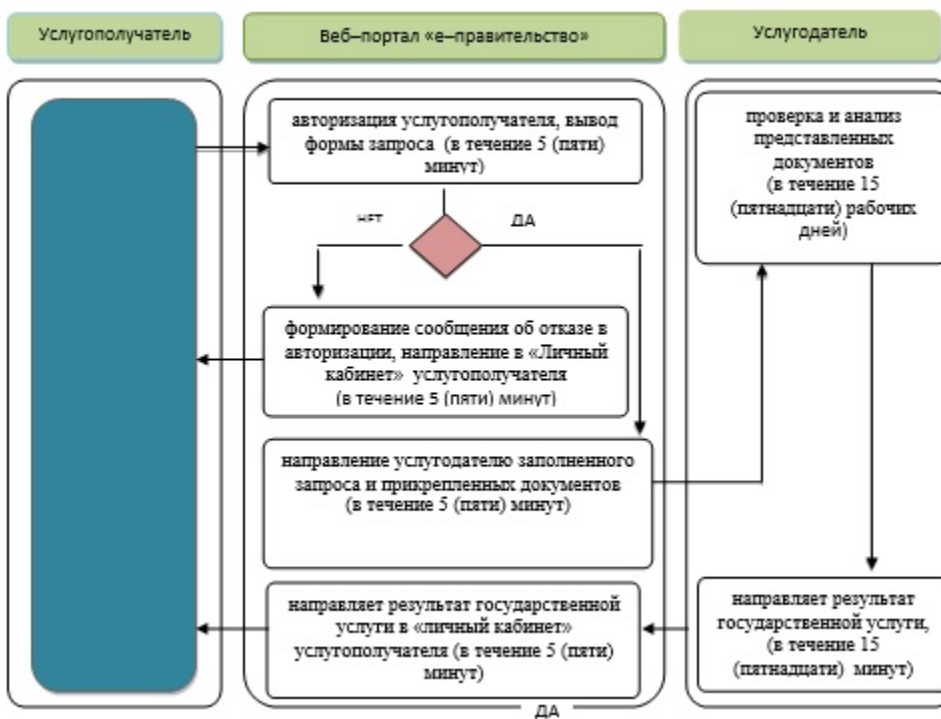 Услугополучатель
Веб–портал «е–правительство»
Услугодатель
авторизация услугополучателя, вывод
формы запроса (в течение 5 (пяти)
минут)
НЕТ
ДА
формирование сообщения об отказе в
авторизации, направление в «Личный
кабинет» услугополучателя
(в течение 5 (пяти) минут)
направление услугодателю заполненного
запроса и прикрепленных документов
(в течение 5 (пяти) минут)
направляет результат государственной
услуги в «личный кабинет»
услугополучателя (в течение 5 (пяти)
минут)
ДА
проверка и анализ
представленных
документов
(в течение 15
(пятнадцати) рабочих
дней)
направляет результат
государственной услуги,
(в течение 15
(пятнадцати) минут)